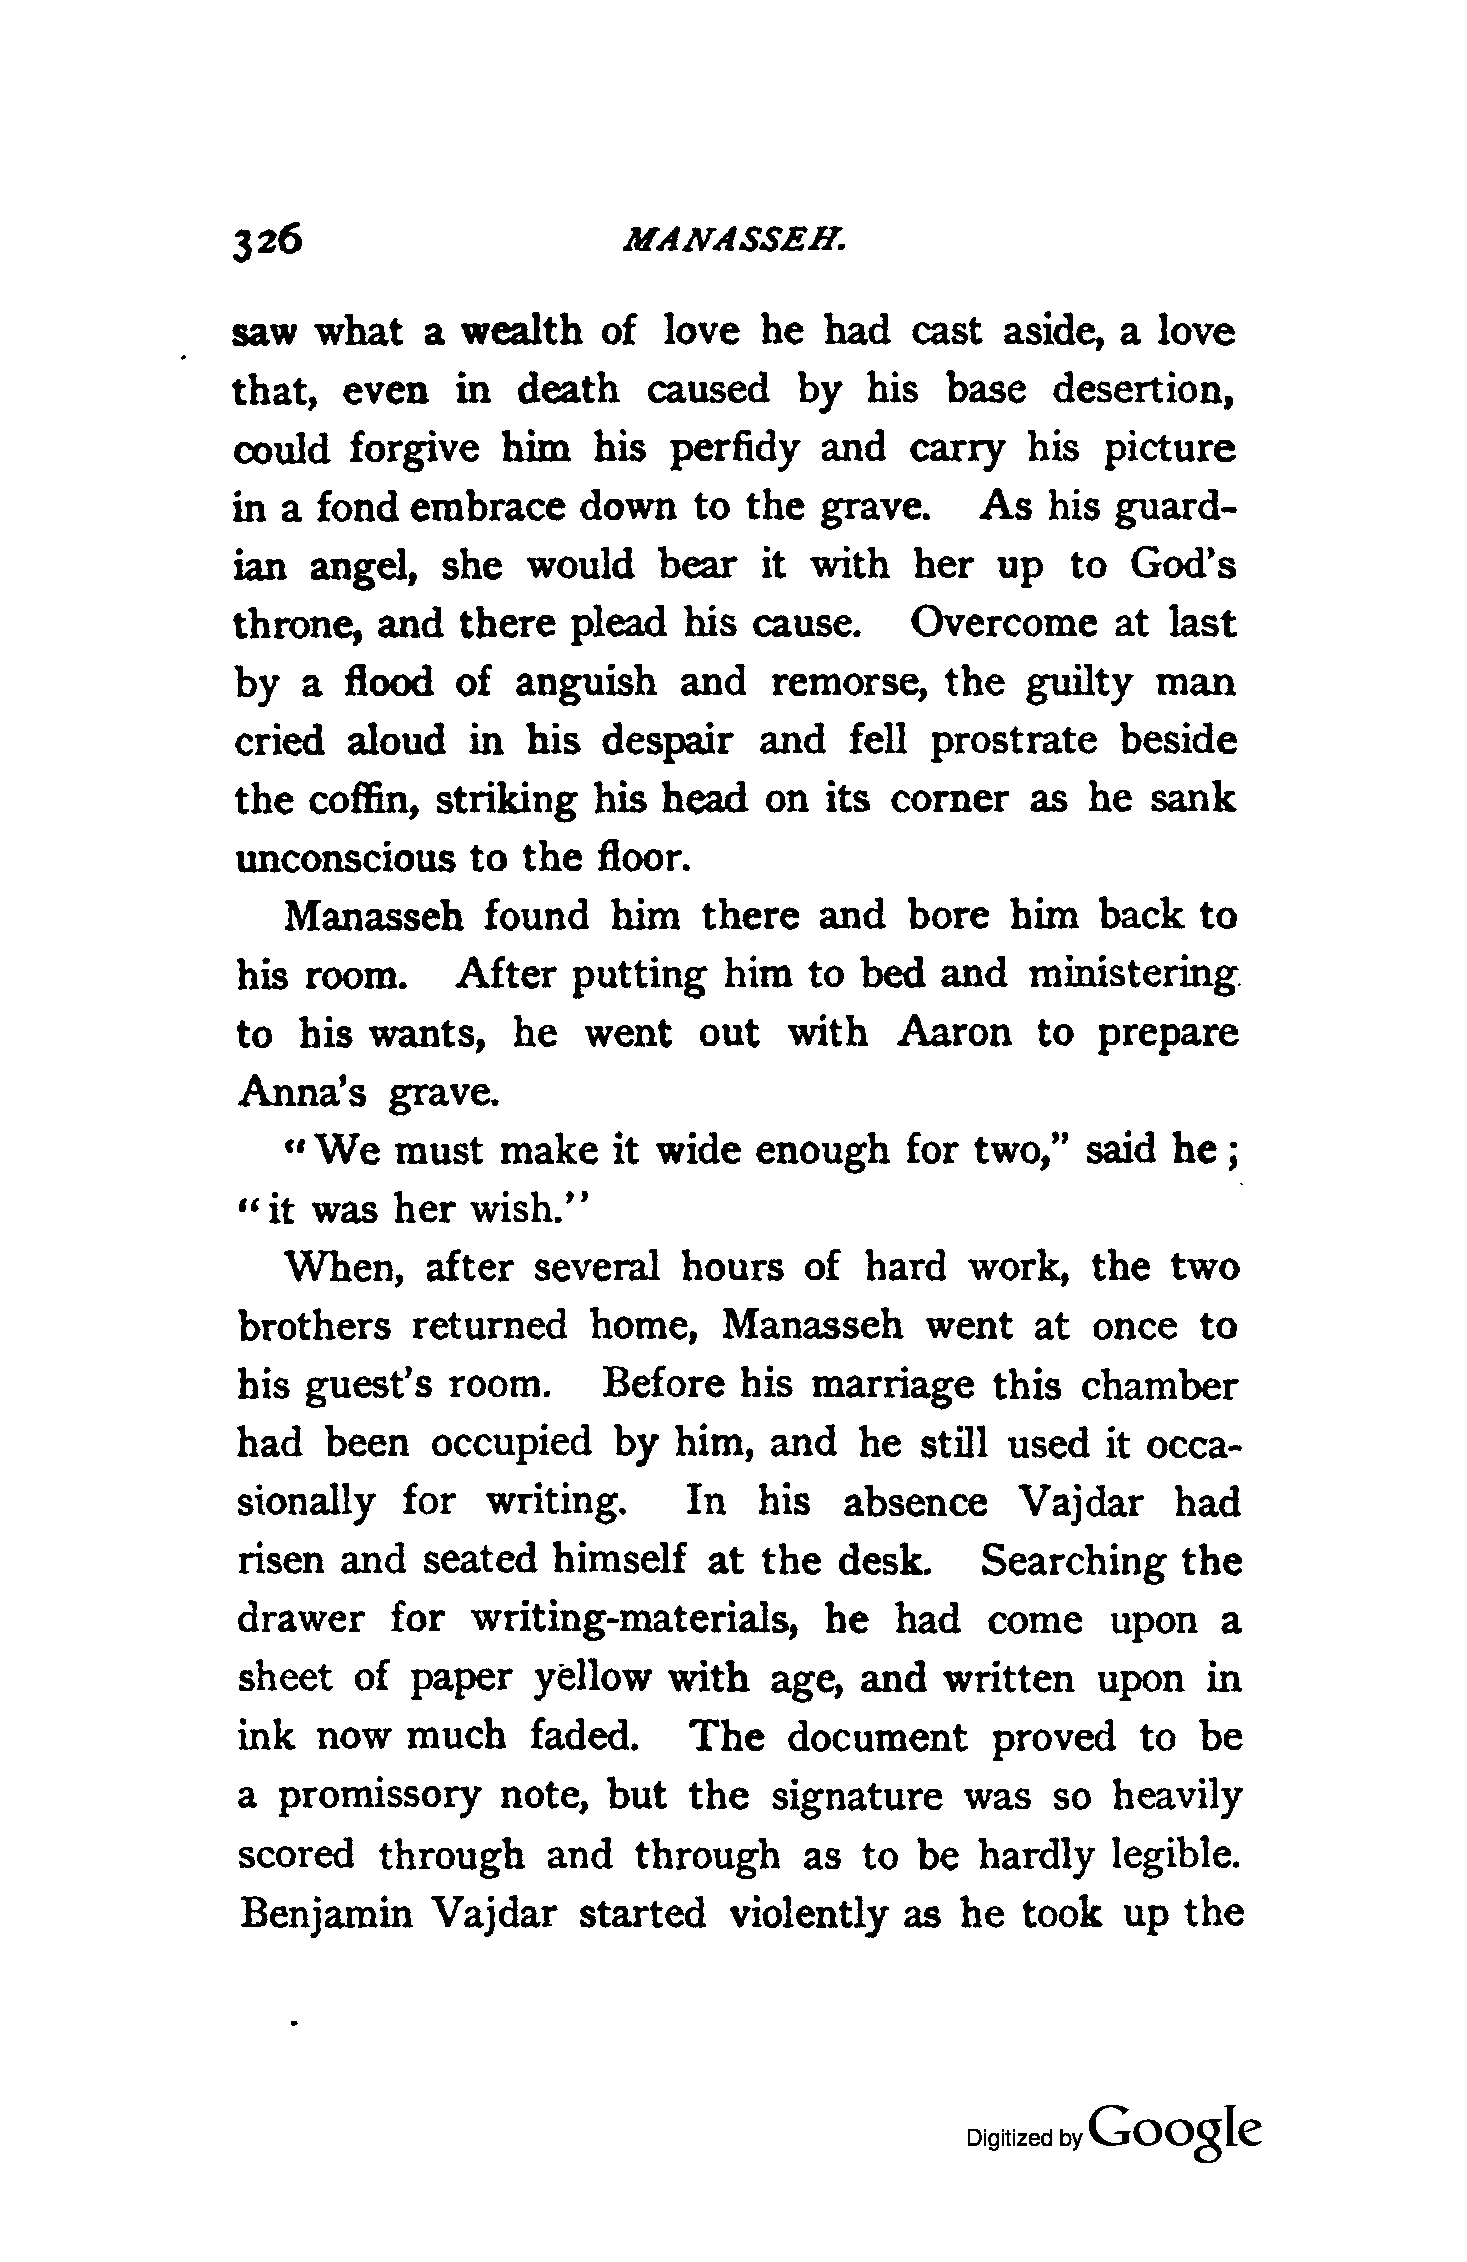 326 MANASSEH.
saw what a wealth of love he had cast aside, a love
that, even in death caused by his base desertion,
could forgive him his perfidy and carry his picture
in a fond embrace down to the grave. As his guard-
ian angel, she would bear it with her up to God's
throne, and there plead his cause. Overcome at last
by a flood of anguish and remorse, the guilty man
cried aloud in his despair and fell prostrate beside
the coffin, striking his head on its corner as he sank
unconscious to the floor.
Manasseh found him there and bore him back to
his room. After putting him to bed and ministering
to his wants, he went out with Aaron to prepare
Anna's grave.
“We must make it wide enough for two,” said he;
“it was her wish.”
When, after several hours of hard work, the two
brothers returned home, Manasseh went at once to
his guest's room. Before his marriage this chamber
had been occupied by him, and he still used it occa-
sionally for writing. In his absence Vajdar had
risen and seated himself at the desk. Searching the
drawer for writing-materials, he had come upon a
sheet of paper yellow with age, and written upon in
ink now much faded. The document proved to be
a promissory note, but the signature was so heavily
scored through and through as to be hardly legible.
Benjamin Vajdar started violently as he took up the
Digitized by Google